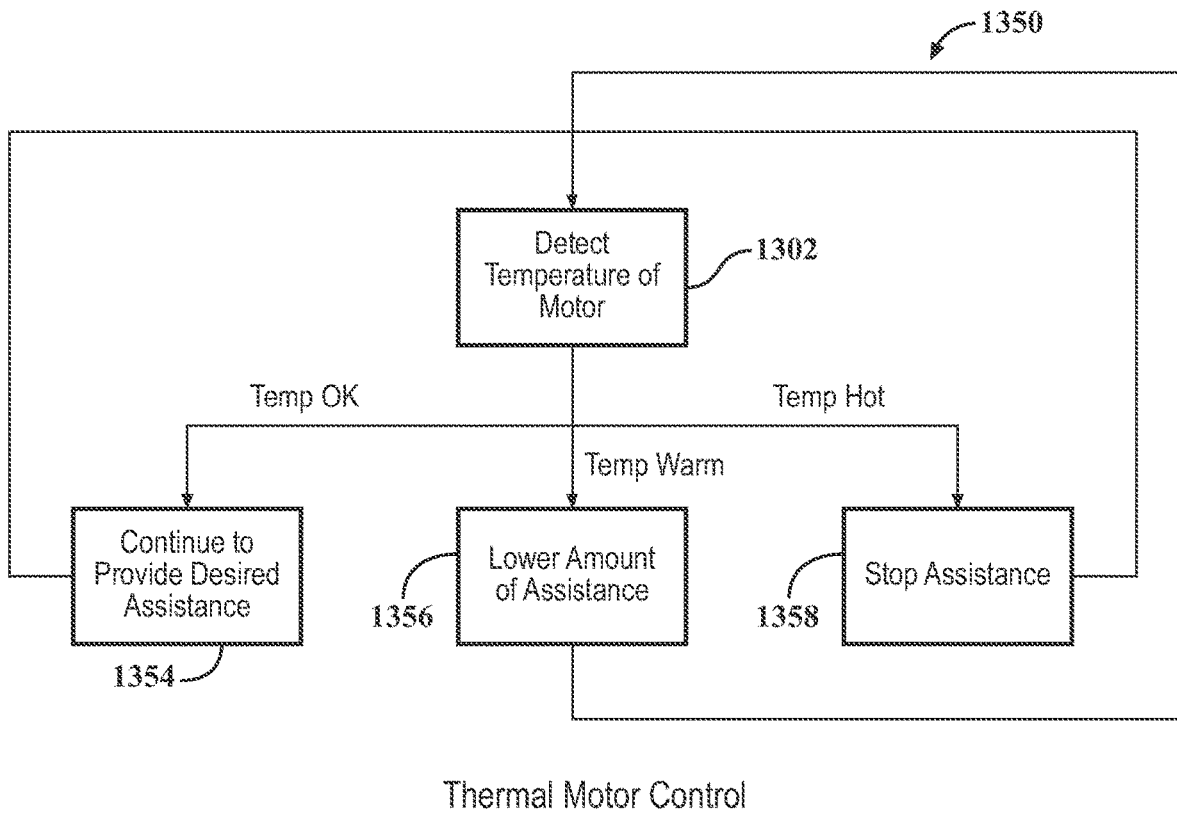 1350
Detect
Temperature of
Motor
1302
Temp OK
Temp Hot
Temp Warm
Continue to
Provide Desired
Assistance
1354
Lower Amount
of Assistance
1356
Stop Assistance
1358
Thermal Motor Control